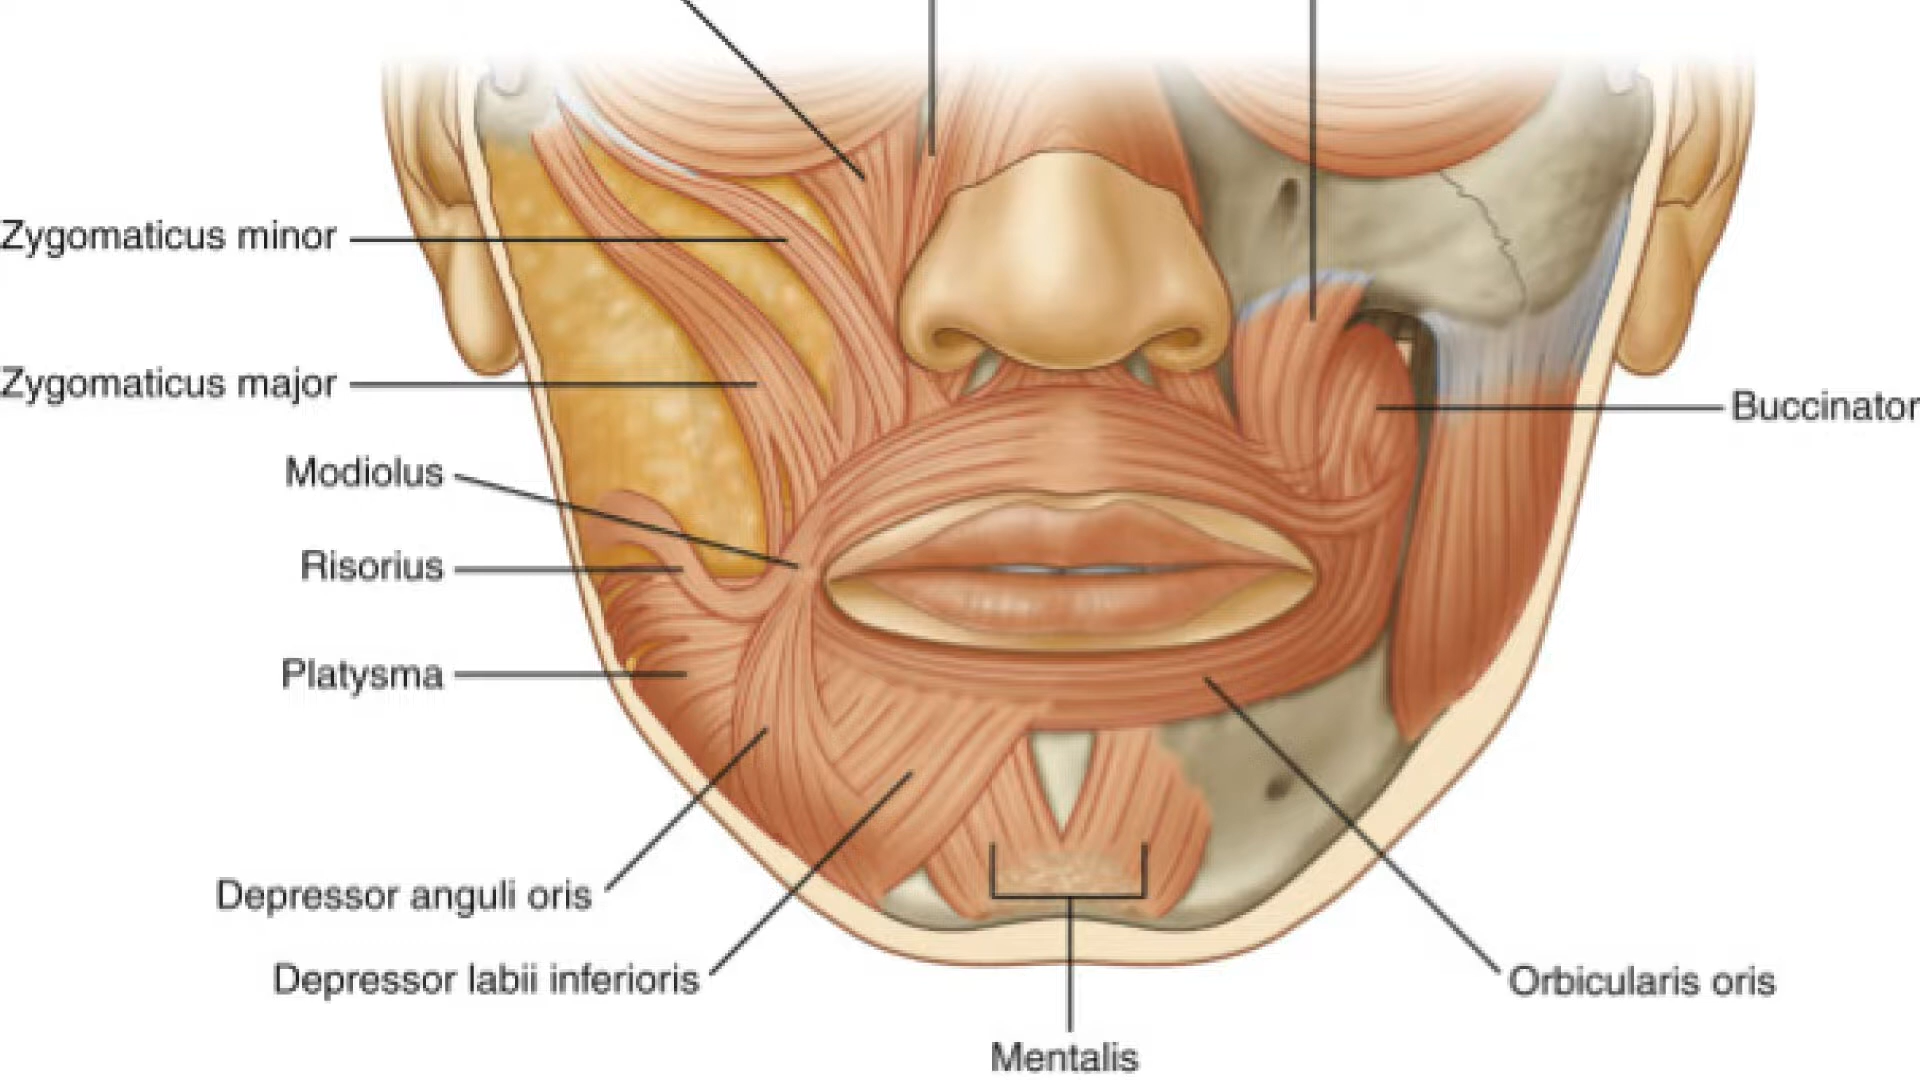 Zygomaticus minor
Zygomaticus major
Buccinator
Modiolus
Risorius
Platysma
Depressor anguli oris
Depressor labii inferioris
Orbicularis oris
Mentalis